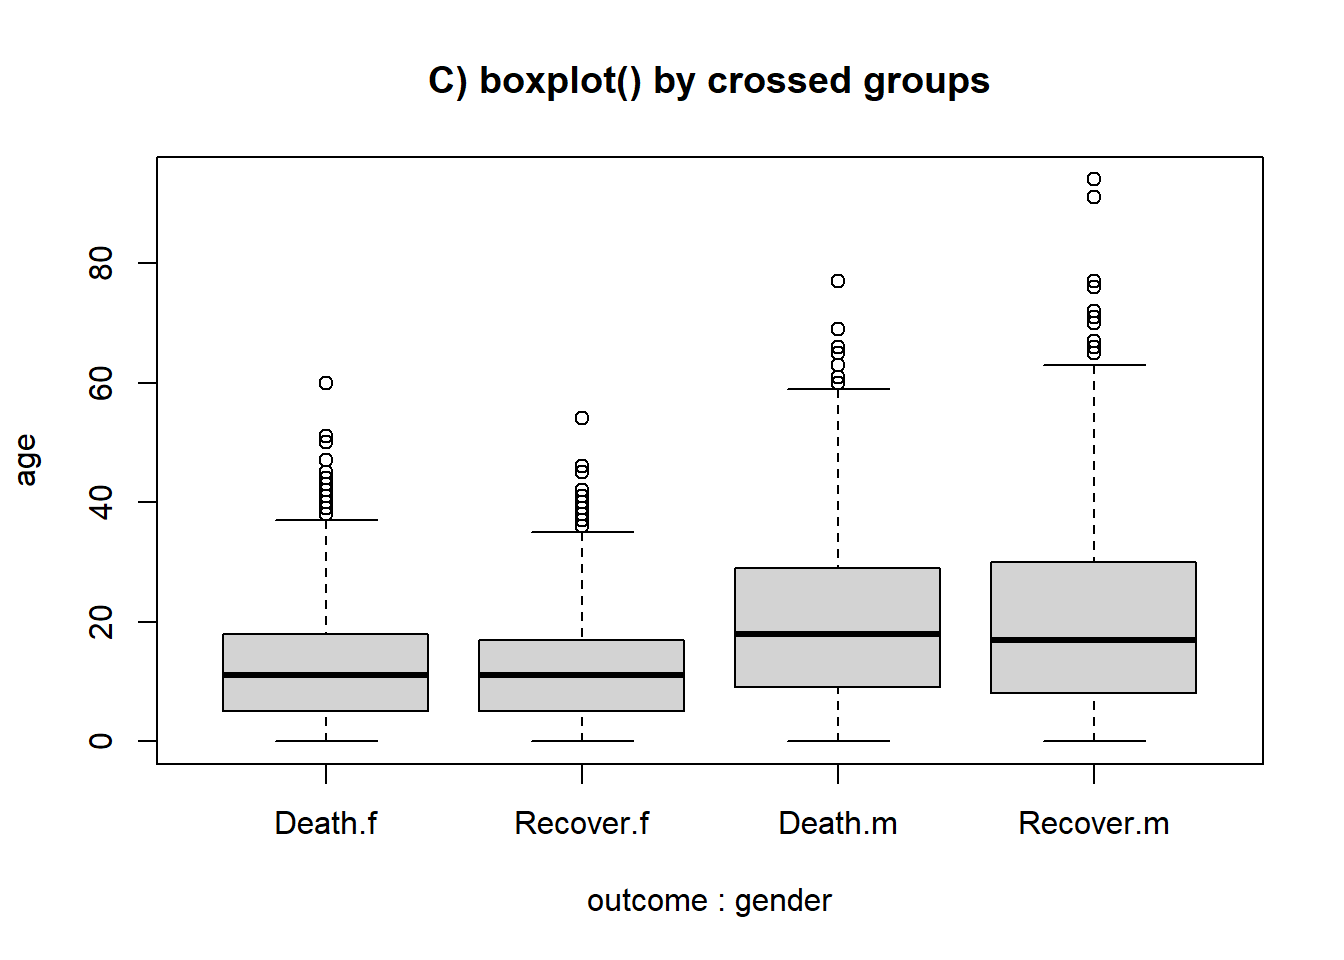 C) boxplot() by crossed groups
80
60
40
20
0
age
Death.f Recover.f Death.m Recover.m
outcome : gender